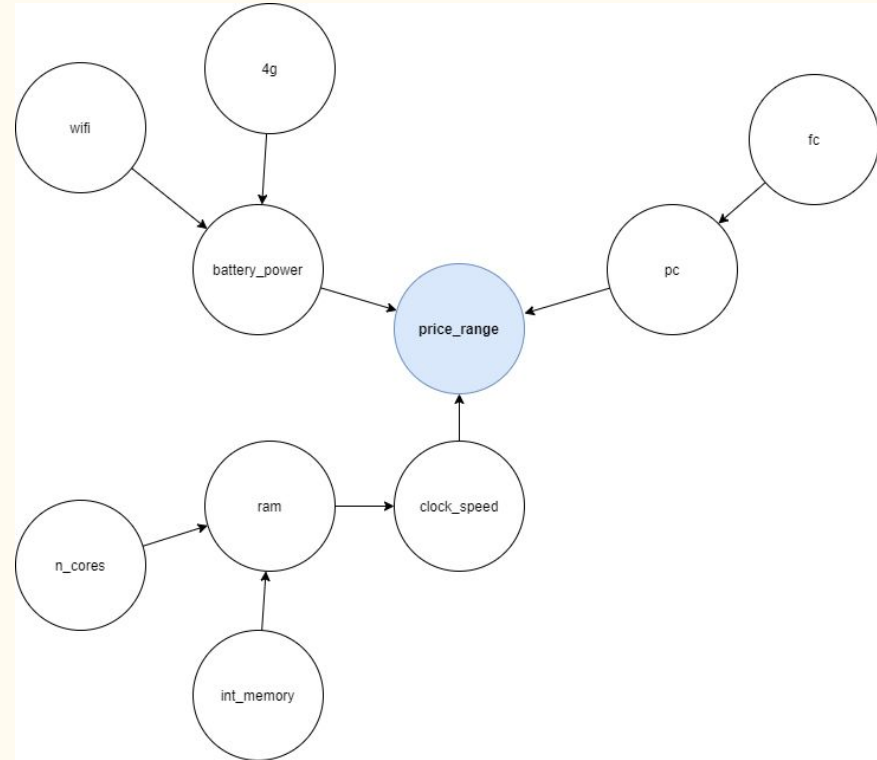 4g
wifi
fc
battery_power
pc
price_range
ram
clock_speed
n_cores
int_memory